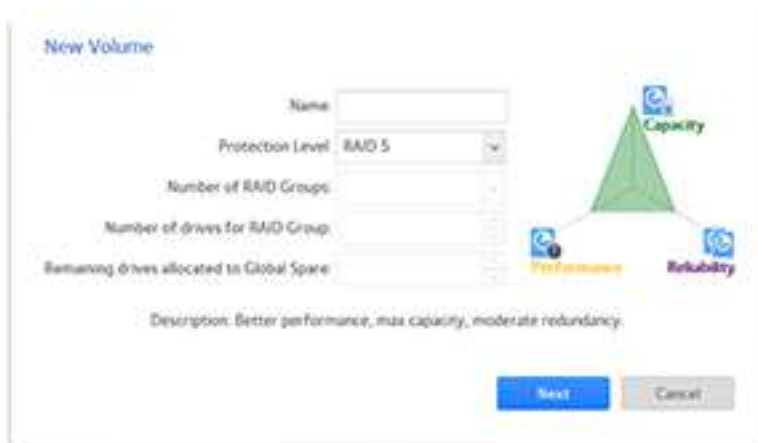 New Volume
Name
Capacity
Protection Level RAID 5
Number of RAID Groups
Number of drives for RAID Group
Performance Reliability
Remaining drives allocated to Global Spare
Description: Better performance, max capacity, moderate redundancy.
Next Cancel